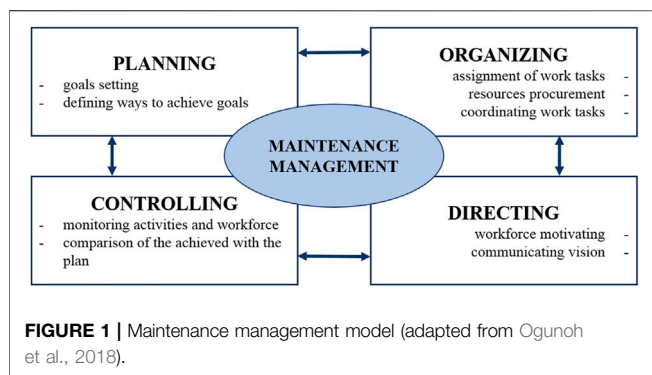 PLANNING
- goals setting
- defining ways to achieve goals
ORGANIZING
assignment of work tasks -
resources procurement -
coordinating work tasks -
MAINTENANCE
MANAGEMENT
CONTROLLING
- monitoring activities and workforce
- comparison of the achieved with the
plan
DIRECTING
workforce motivating -
communicating vision -
FIGURE 1 | Maintenance management model (adapted from Ogunoh
et al., 2018).